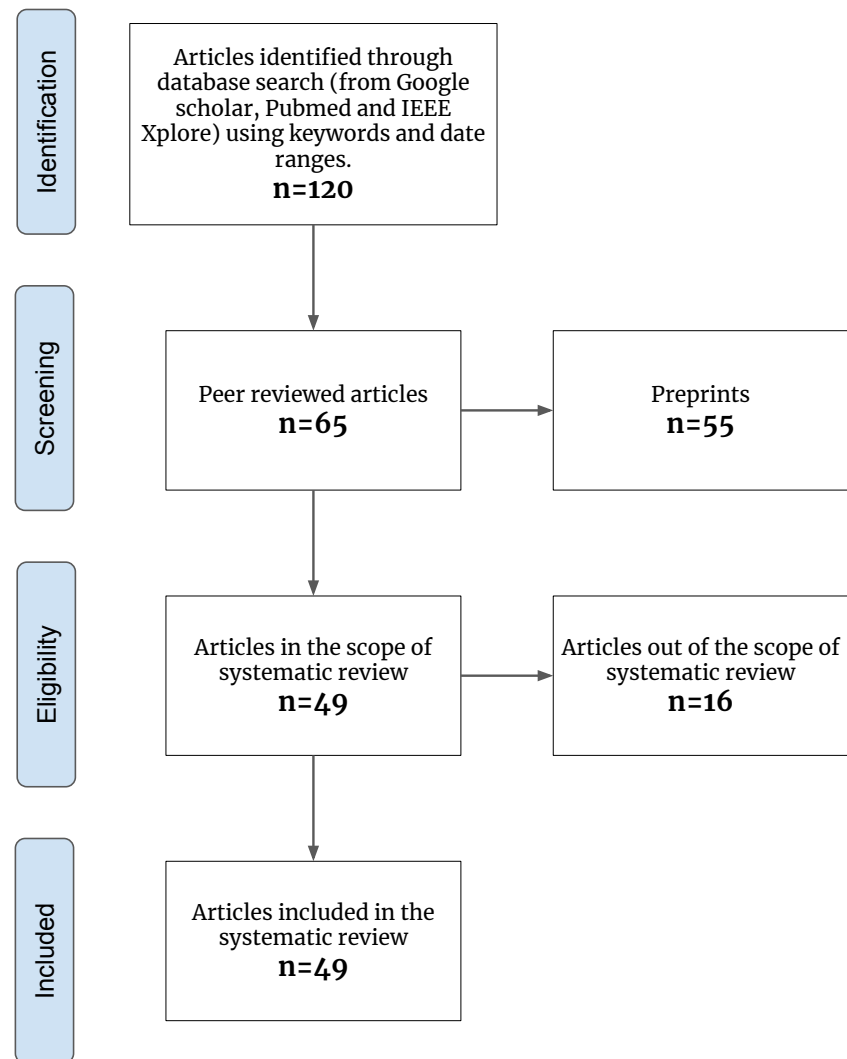 Identification
Articles identified through
database search (from Google
scholar, Pubmed and IEEE
Xplore) using keywords and date
ranges.
n=120
Screening
Peer reviewed articles
n=65
Preprints
n=55
Eligibility
Articles in the scope of
systematic review
n=49
Articles out of the scope of
systematic review
n=16
Included
Articles included in the
systematic review
n=49